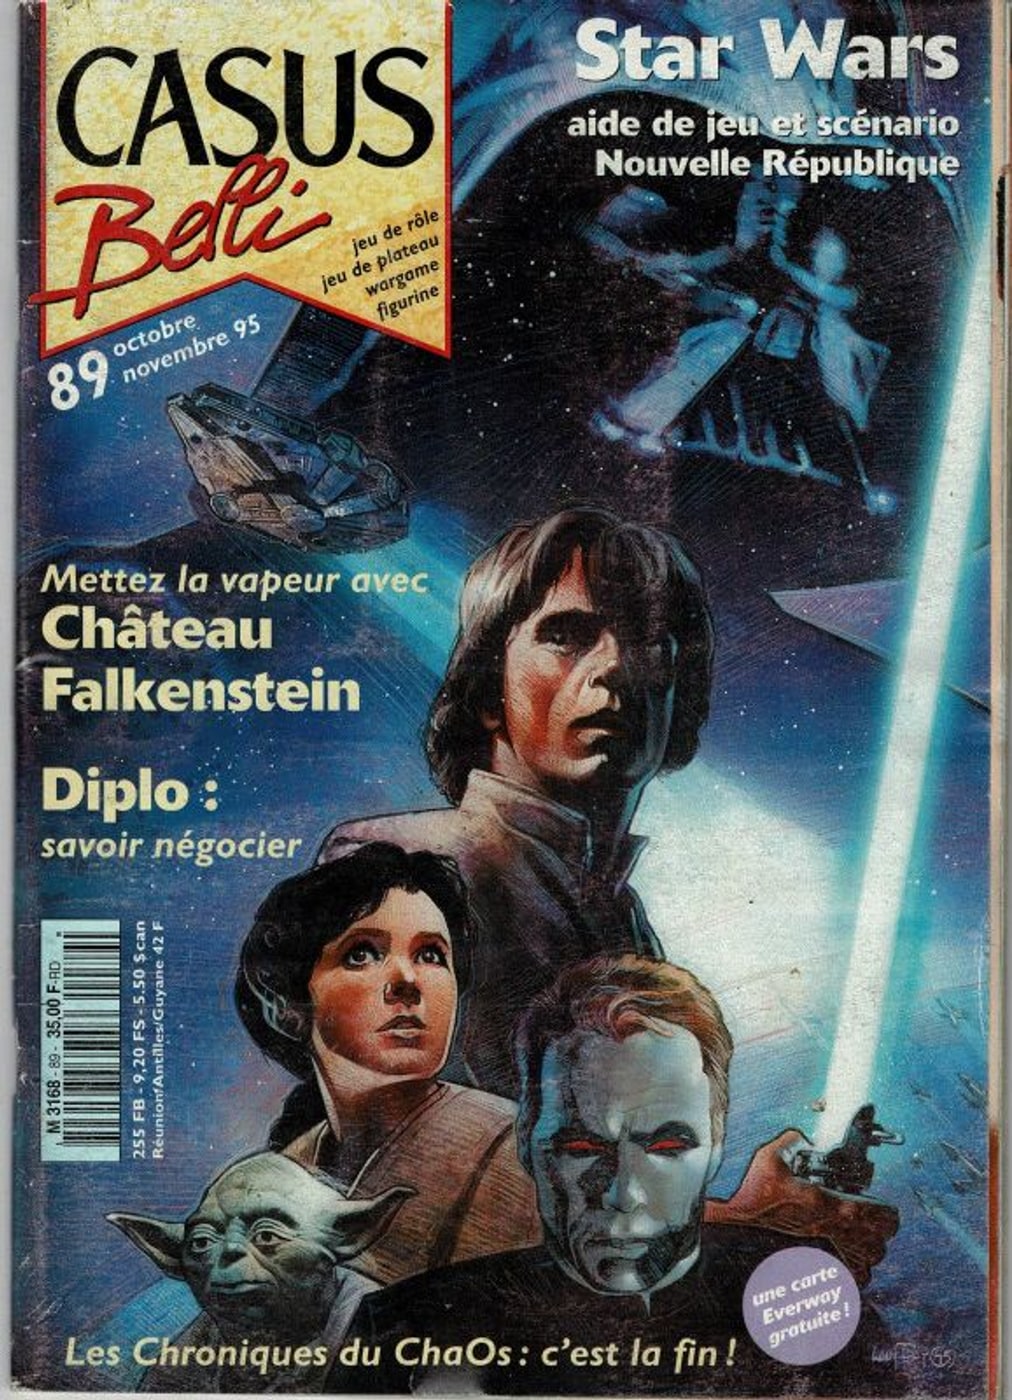 CASUS
Belli
jeu de rôle
jeu de plateau
wargame
figurine
89 octobre
novembre 95
Star Wars
aide de jeu et scénario
Nouvelle République
Mettez la vapeur avec
Château
Falkenstein
Diplo :
savoir négocier
M 3168 - 89 - 35,00 F-RD
255 FB - 9,20 FS - 5.50 $can
Réunion/Antilles/Guyane 42 F
une carte
Everway
gratuite !
Les Chroniques du ChaOs : c'est la fin !